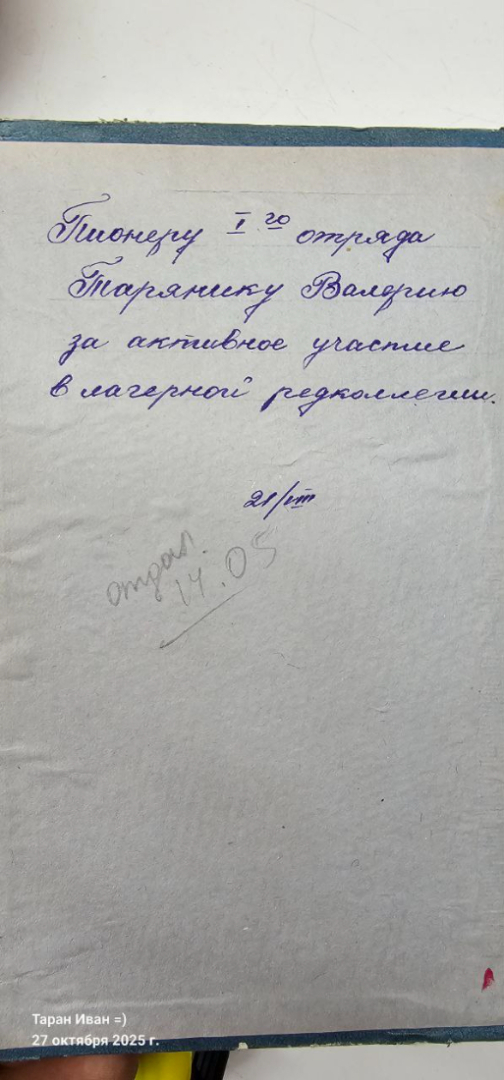 Пионеру I го отряда
Тарянику Валерию
за активное участие
в лагерной редколлегии.
21/VIII
отдал.
14.05
Таран Иван =)
27 октября 2025 г.